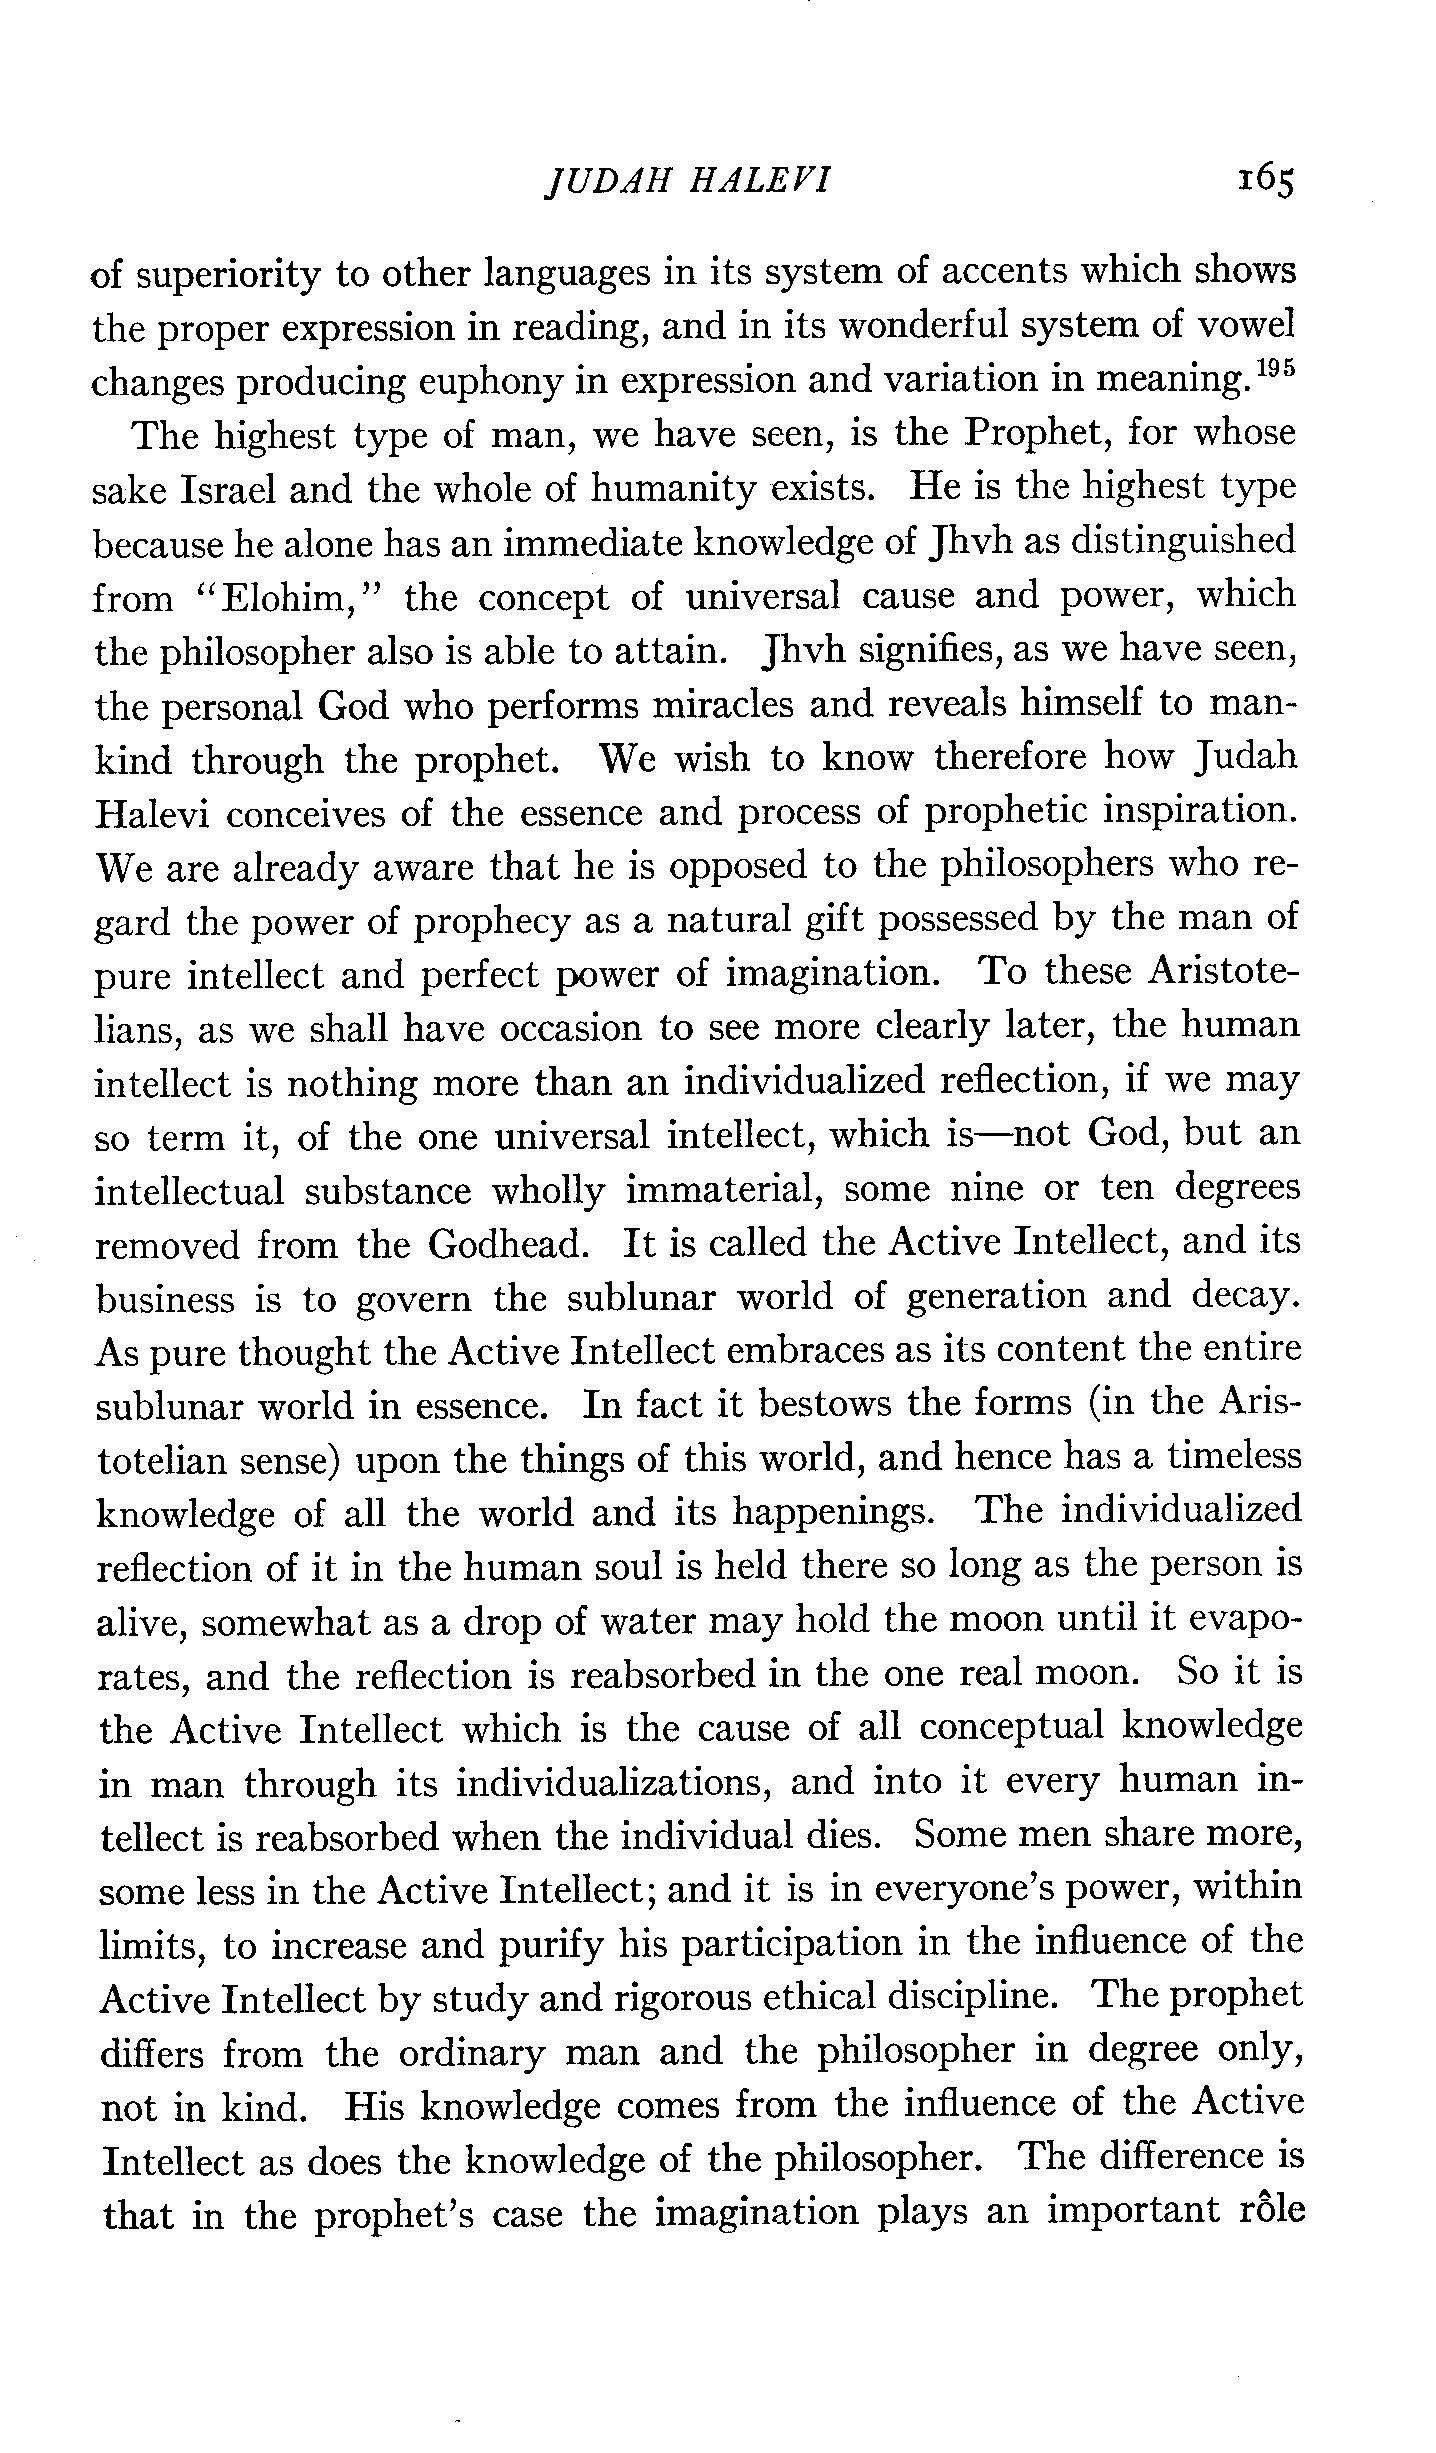 JUDAH HALEVI 165
of superiority to other languages in its system of accents which shows
the proper expression in reading, and in its wonderful system of vowel
changes producing euphony in expression and variation in meaning.195
The highest type of man, we have seen, is the Prophet, for whose
sake Israel and the whole of humanity exists. He is the highest type
because he alone has an immediate knowledge of Jhvh as distinguished
from "Elohim," the concept of universal cause and power, which
the philosopher also is able to attain. Jhvh signifies, as we have seen,
the personal God who performs miracles and reveals himself to man-
kind through the prophet. We wish to know therefore how Judah
Halevi conceives of the essence and process of prophetic inspiration.
We are already aware that he is opposed to the philosophers who re-
gard the power of prophecy as a natural gift possessed by the man of
pure intellect and perfect power of imagination. To these Aristote-
lians, as we shall have occasion to see more clearly later, the human
intellect is nothing more than an individualized reflection, if we may
so term it, of the one universal intellect, which is—not God, but an
intellectual substance wholly immaterial, some nine or ten degrees
removed from the Godhead. It is called the Active Intellect, and its
business is to govern the sublunar world of generation and decay.
As pure thought the Active Intellect embraces as its content the entire
sublunar world in essence. In fact it bestows the forms (in the Aris-
totelian sense) upon the things of this world, and hence has a timeless
knowledge of all the world and its happenings. The individualized
reflection of it in the human soul is held there so long as the person is
alive, somewhat as a drop of water may hold the moon until it evapo-
rates, and the reflection is reabsorbed in the one real moon. So it is
the Active Intellect which is the cause of all conceptual knowledge
in man through its individualizations, and into it every human in-
tellect is reabsorbed when the individual dies. Some men share more,
some less in the Active Intellect; and it is in everyone's power, within
limits, to increase and purify his participation in the influence of the
Active Intellect by study and rigorous ethical discipline. The prophet
differs from the ordinary man and the philosopher in degree only,
not in kind. His knowledge comes from the influence of the Active
Intellect as does the knowledge of the philosopher. The difference is
that in the prophet's case the imagination plays an important rôle